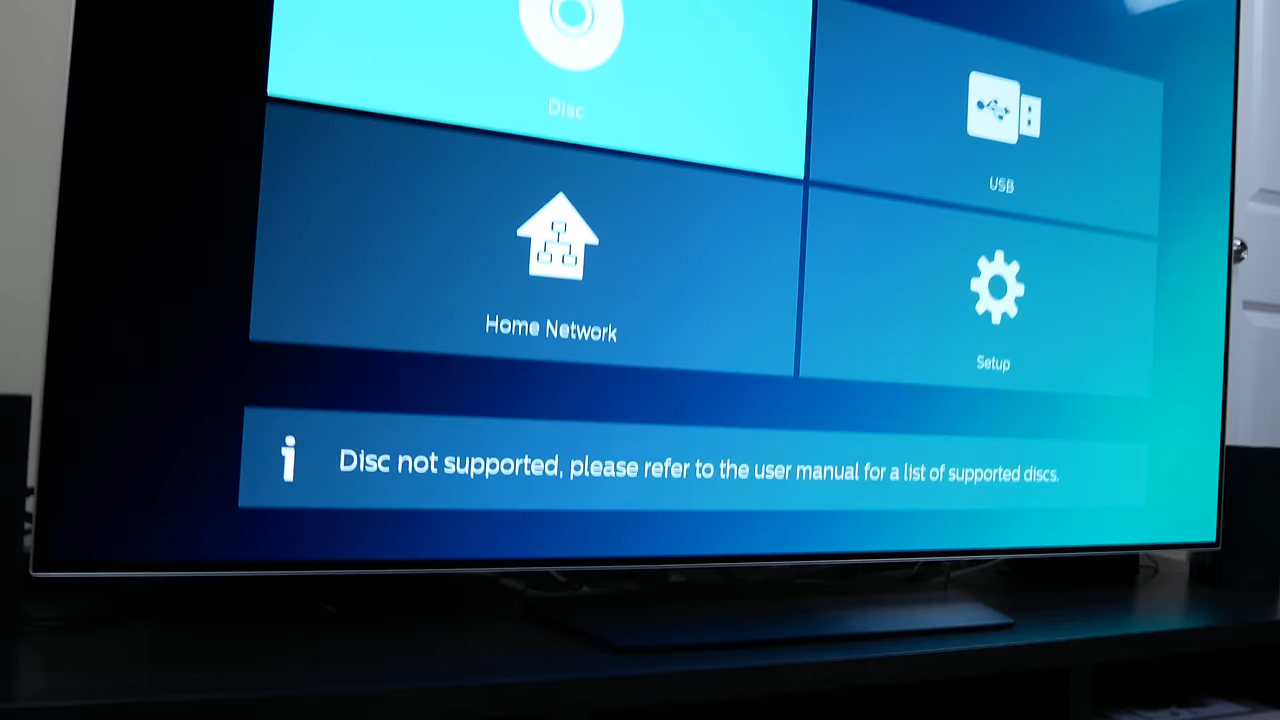 Disc
USB
Home Network
Setup
Disc not supported, please refer to the user manual for a list of supported discs.